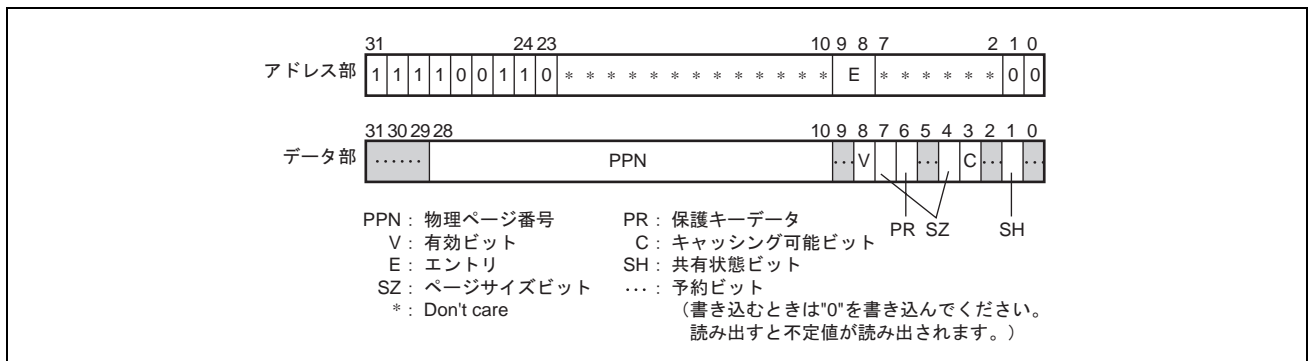 31 24 23 10 9 8 7 2 1 0
アドレス部 1 1 1 1 0 0 1 1 0 * * * * * * * * * * * * * E * * * * * * 0 0
31 30 29 28 10 9 8 7 6 5 4 3 2 1 0
データ部 ‥‥‥ PPN … V … C … …
PR SZ SH
PPN： 物理ページ番号 PR： 保護キーデータ
V： 有効ビット C： キャッシング可能ビット
E： エントリ SH： 共有状態ビット
SZ： ページサイズビット …： 予約ビット
*： Don't care （書き込むときは"0"を書き込んでください。
読み出すと不定値が読み出されます。）